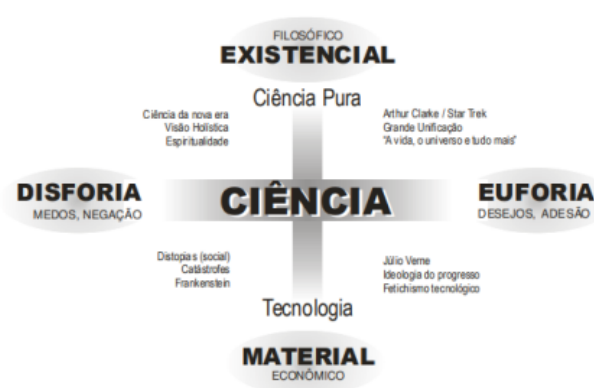 FILOSÓFICO
EXISTENCIAL
Ciência Pura
Ciência da nova era
Visão Holística
Espiritualidade
Arthur Clarke / Star Trek
Grande Unificação
"A vida, o universo e tudo mais"
DISFORIA
MEDOS, NEGAÇÃO
CIÊNCIA
EUFORIA
DESEJOS, ADESÃO
Distopias (social)
Catástrofes
Frankenstein
Júlio Verne
Ideologia do progresso
Fetichismo tecnológico
Tecnologia
MATERIAL
ECONÔMICO